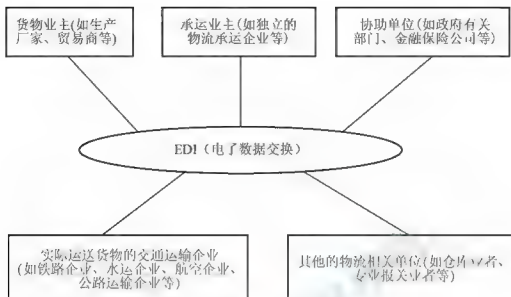 货物业主(如生产
厂家、贸易商等)
承运业主(如独立的
物流承运企业等)
协助单位(如政府有关
部门、金融保险公司等)
EDI（电子数据交换）
实际运送货物的交通运输企业
(如铁路企业、水运企业、航空企业、
公路运输企业等)
其他的物流相关单位(如仓库业者、
专业报关业者等)